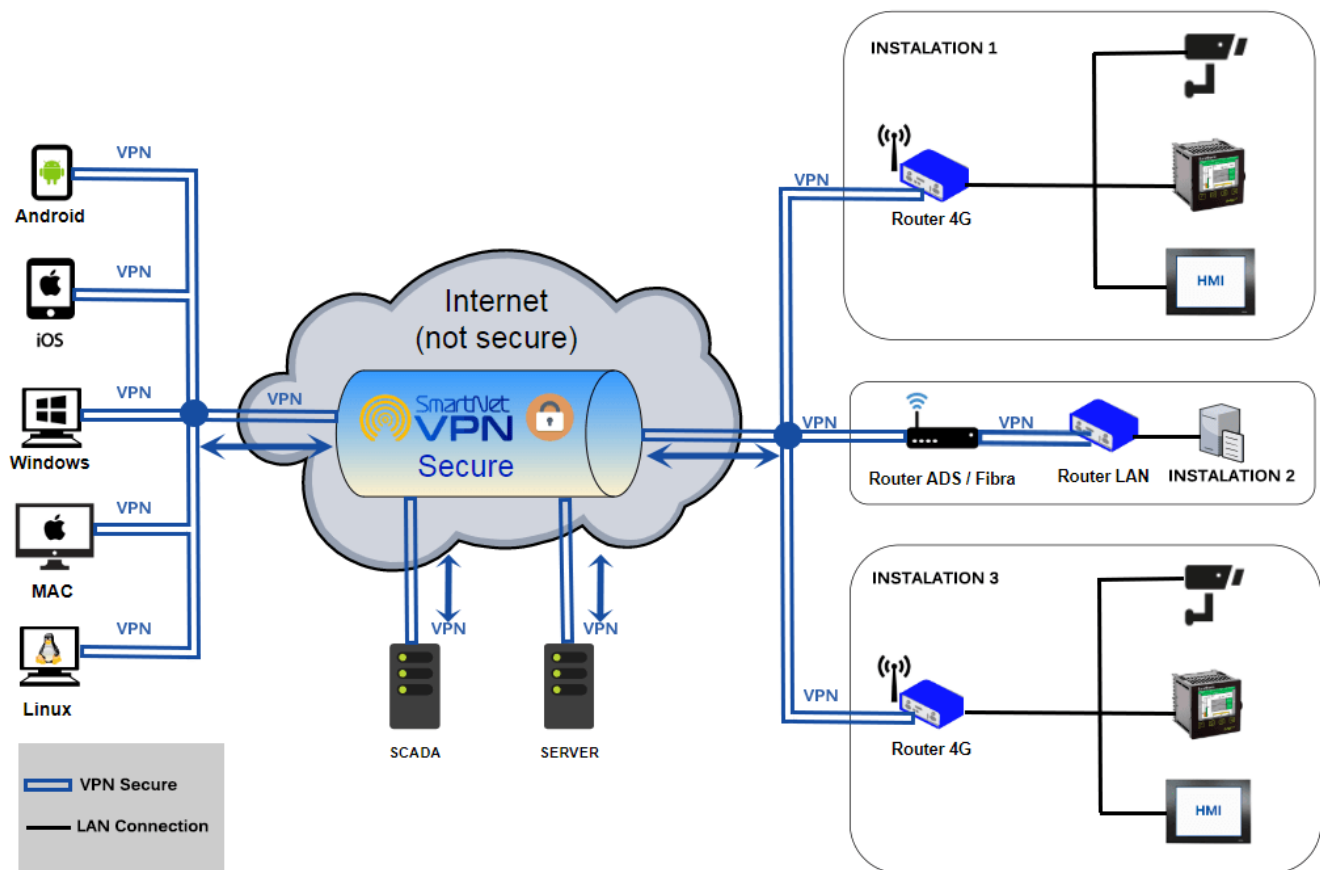 VPN
Android
VPN
iOS
VPN
Windows
VPN
MAC
VPN
Linux
VPN
Internet
(not secure)
SmartNet
VPN
Secure
VPN
VPN
SCADA
SERVER
VPN
VPN
VPN
INSTALATION 1
Router 4G
HMI
VPN
Router ADS / Fibra
Router LAN
INSTALATION 2
INSTALATION 3
Router 4G
HMI
VPN Secure
LAN Connection